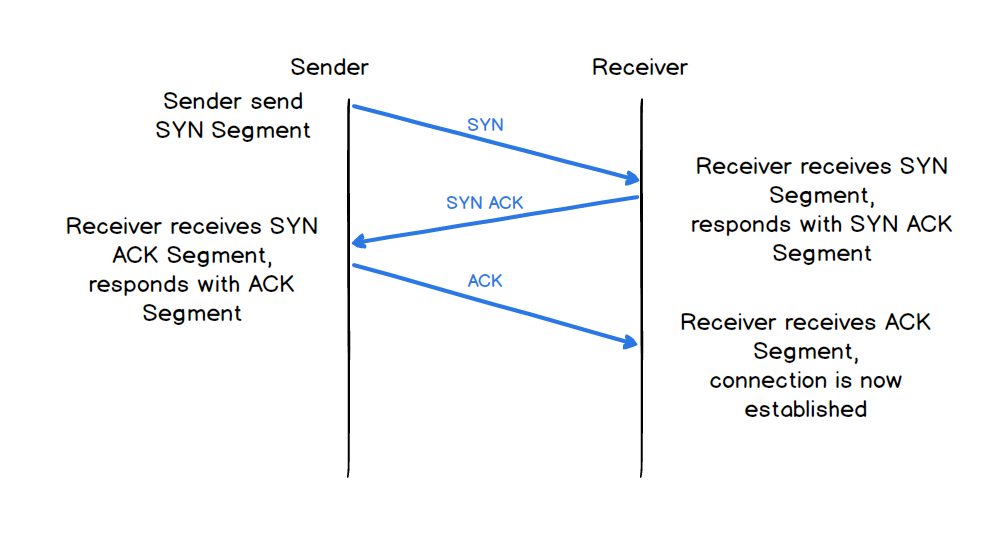 Sender
Receiver
Sender send
SYN Segment
SYN
Receiver receives SYN
Segment,
responds with SYN ACK
Segment
SYN ACK
Receiver receives SYN
ACK Segment,
responds with ACK
Segment
ACK
Receiver receives ACK
Segment,
connection is now
established